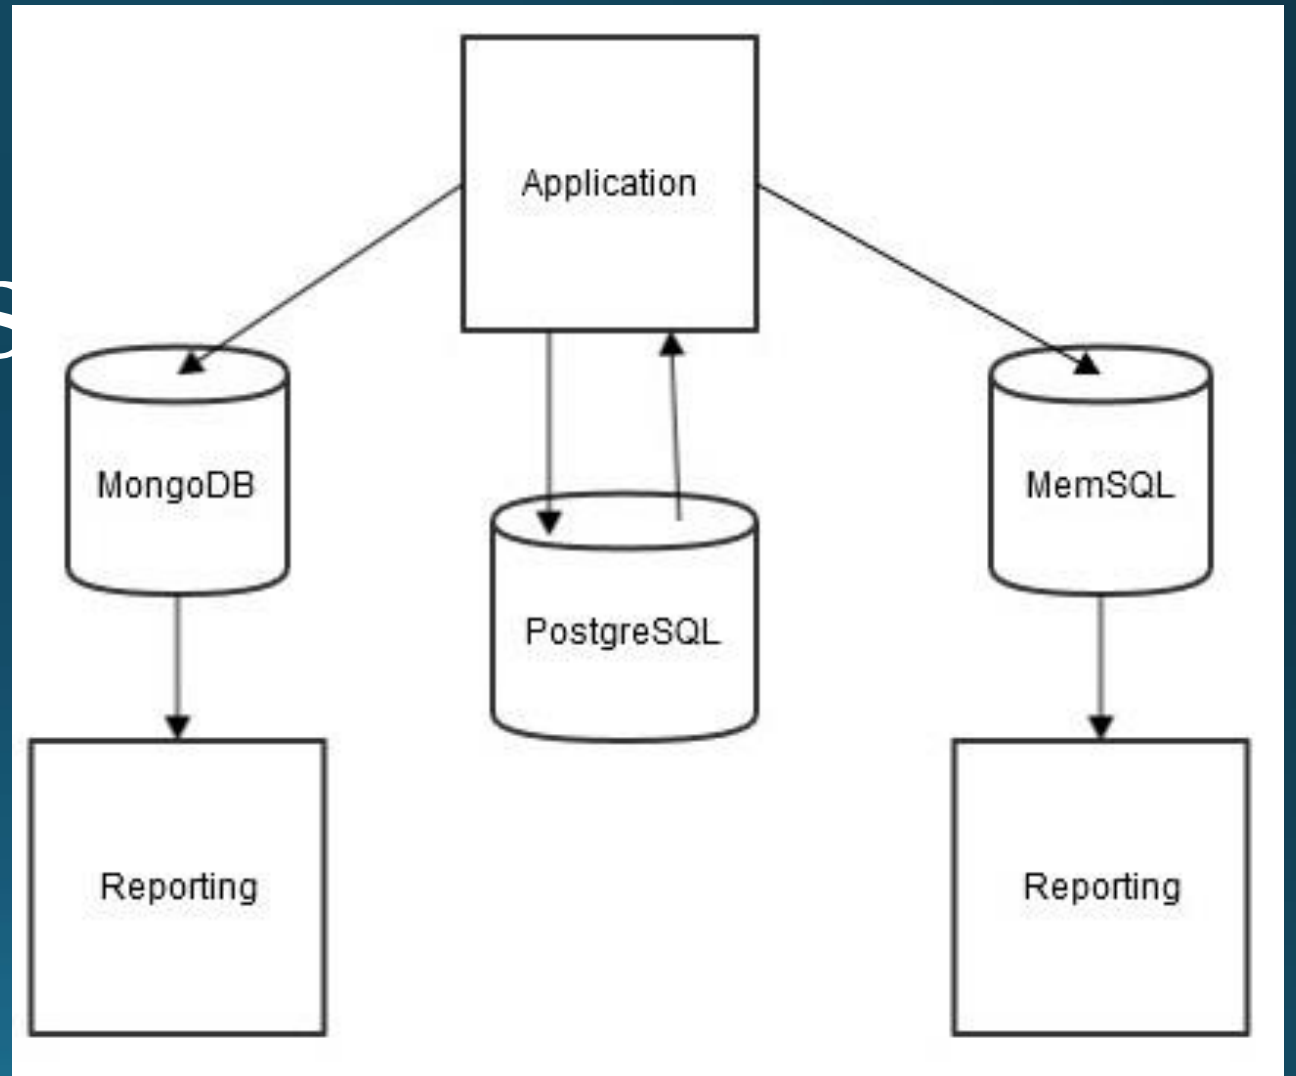 Application
MongoDB
MemSQL
PostgreSQL
Reporting
Reporting